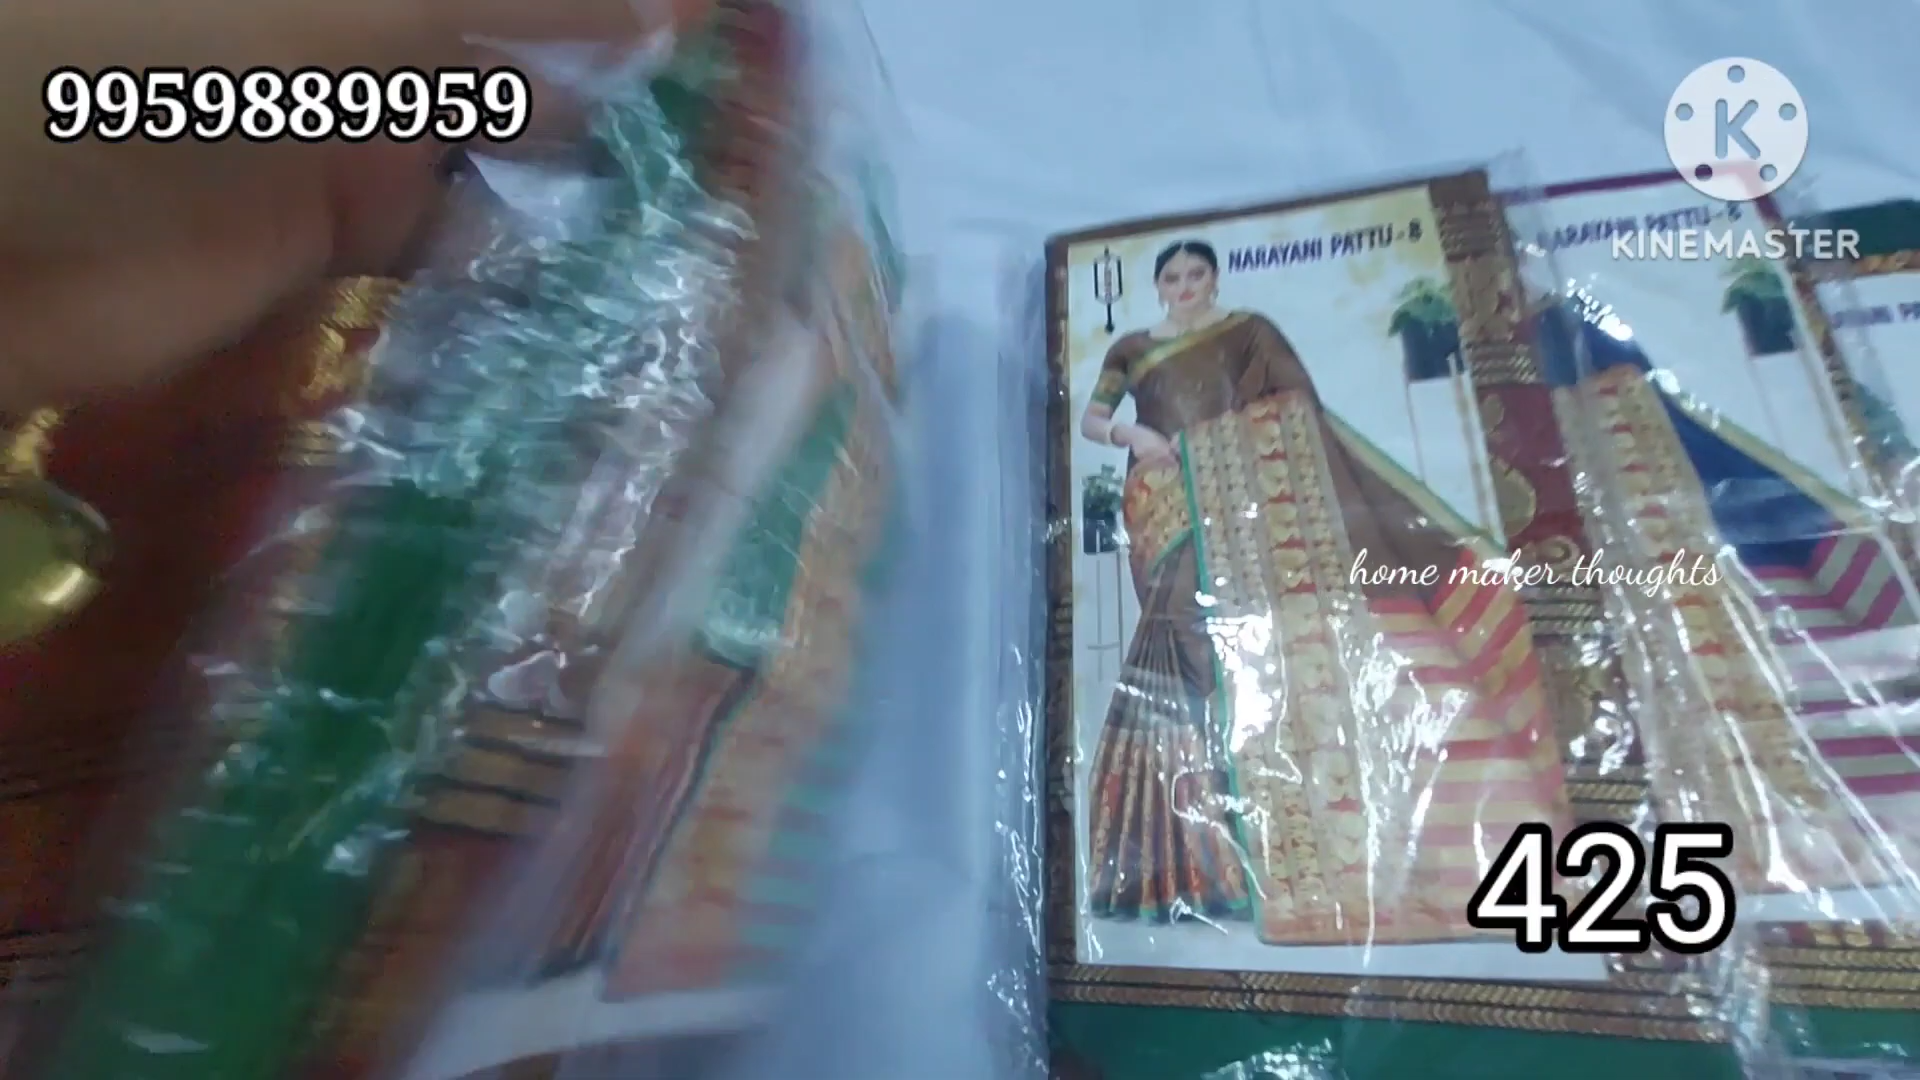 9959889959
K
KINEMASTER
NARAYANI PATTU-8
NARAYANI PATTU-8
home maker thoughts
425